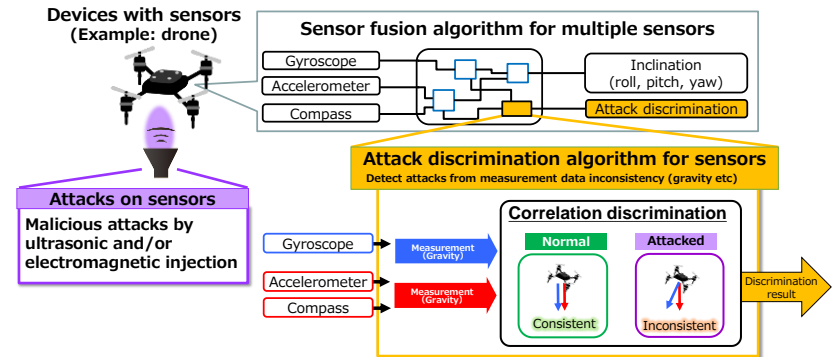 Devices with sensors
(Example: drone)
Sensor fusion algorithm for multiple sensors
Gyroscope
Accelerometer
Compass
Inclination
(roll, pitch, yaw)
Attack discrimination
Attacks on sensors
Malicious attacks by
ultrasonic and/or
electromagnetic injection
Attack discrimination algorithm for sensors
Detect attacks from measurement data inconsistency (gravity etc)
Gyroscope
Accelerometer
Compass
Measurement
(Gravity)
Measurement
(Gravity)
Correlation discrimination
Normal
Consistent
Attacked
Inconsistent
Discrimination
result